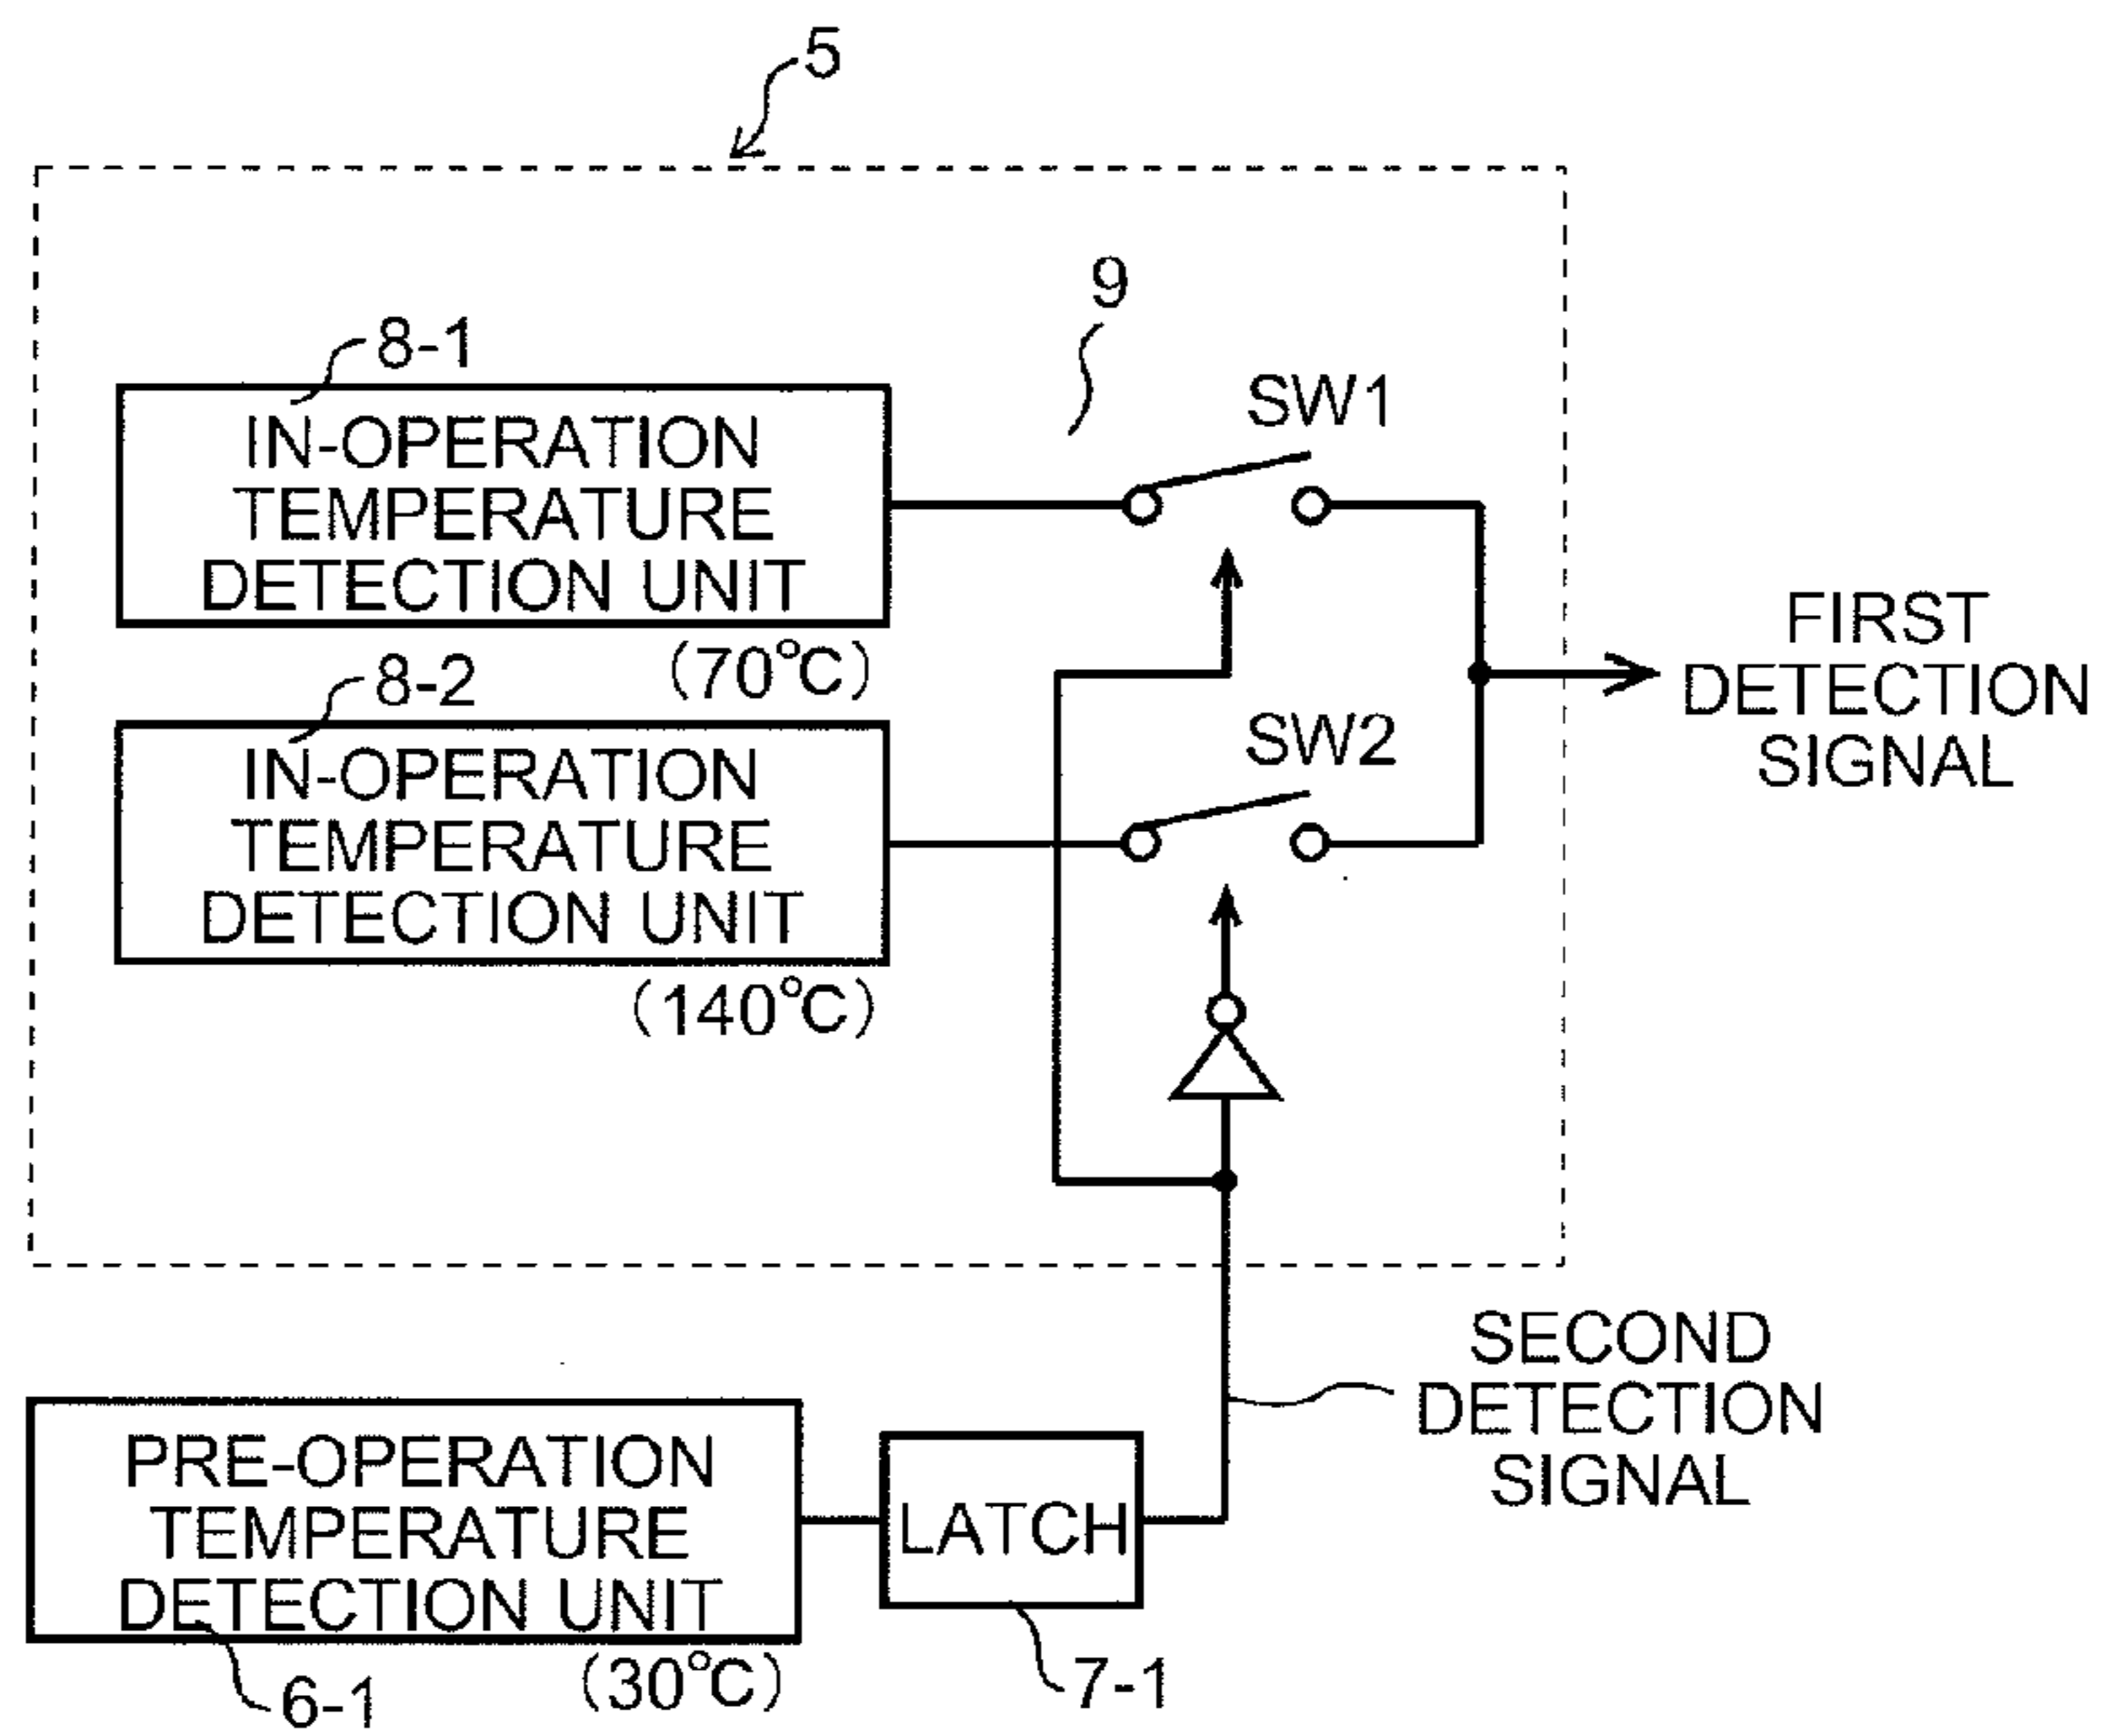 5
9
8-1
SW1
IN-OPERATION
TEMPERATURE
DETECTION UNIT
(70°C)
FIRST
DETECTION
SIGNAL
8-2
SW2
IN-OPERATION
TEMPERATURE
DETECTION UNIT
(140°C)
SECOND
DETECTION
SIGNAL
PRE-OPERATION
TEMPERATURE
DETECTION UNIT
(30°C)
6-1
LATCH
7-1